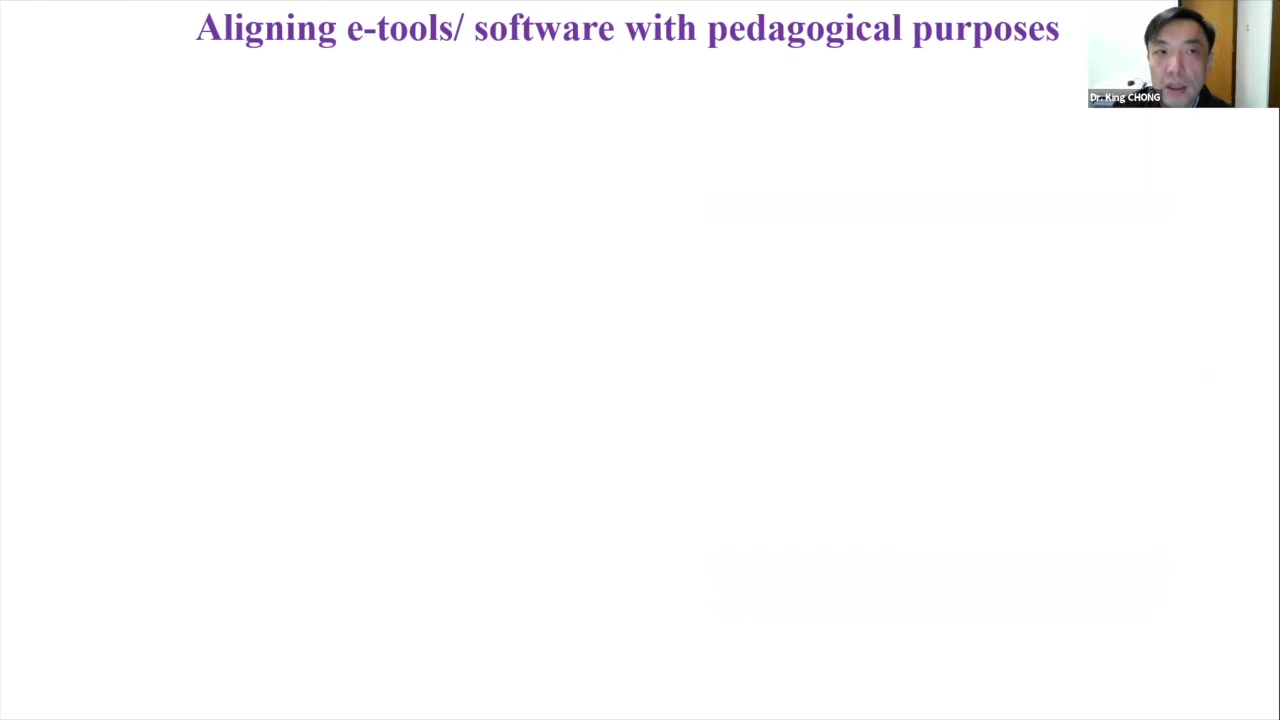 Aligning e-tools/ software with pedagogical purposes
Dr. King CHONG